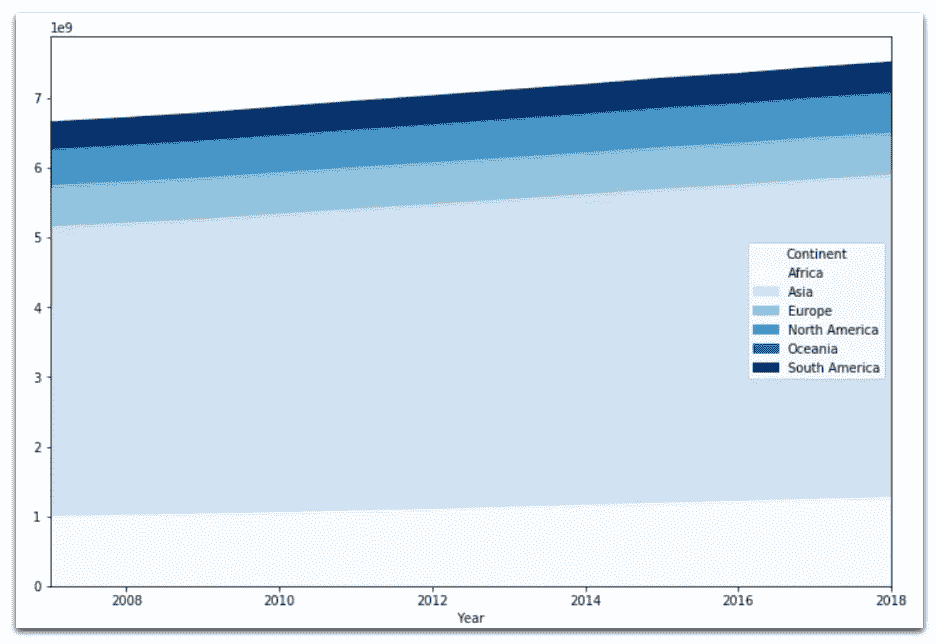 1e9
7
6
5
4
3
2
1
0
Continent
Africa
Asia
Europe
North America
Oceania
South America
2008
2010
2012
2014
2016
2018
Year